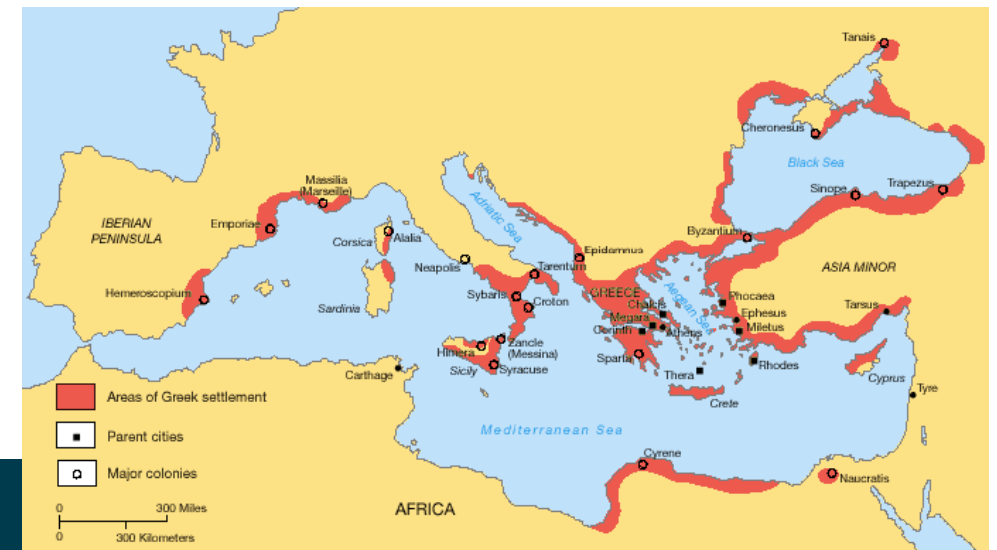 Tanais
Cheronesus
Black Sea
Massilia
(Marseille)
Sinope
Trapezus
IBERIAN
PENINSULA
Emporiae
Adriatic Sea
Corsica
Alalia
Byzantium
Epidamnus
Neapolis
Tarentum
ASIA MINOR
Hemeroscopium
Sardinia
Sybaris
Croton
GREECE
Aegean Sea
Chalcis
Phocaea
Ephesus
Tarsus
Megara
Miletus
Corinth
Athens
Himera
Zancle
(Messina)
Sparta
Carthage
Sicily
Syracuse
Thera
Rhodes
Cyprus
Tyre
Crete
Areas of Greek settlement
Parent cities
Major colonies
Mediterranean Sea
Cyrene
Naucratis
AFRICA
0 300 Miles
0 300 Kilometers